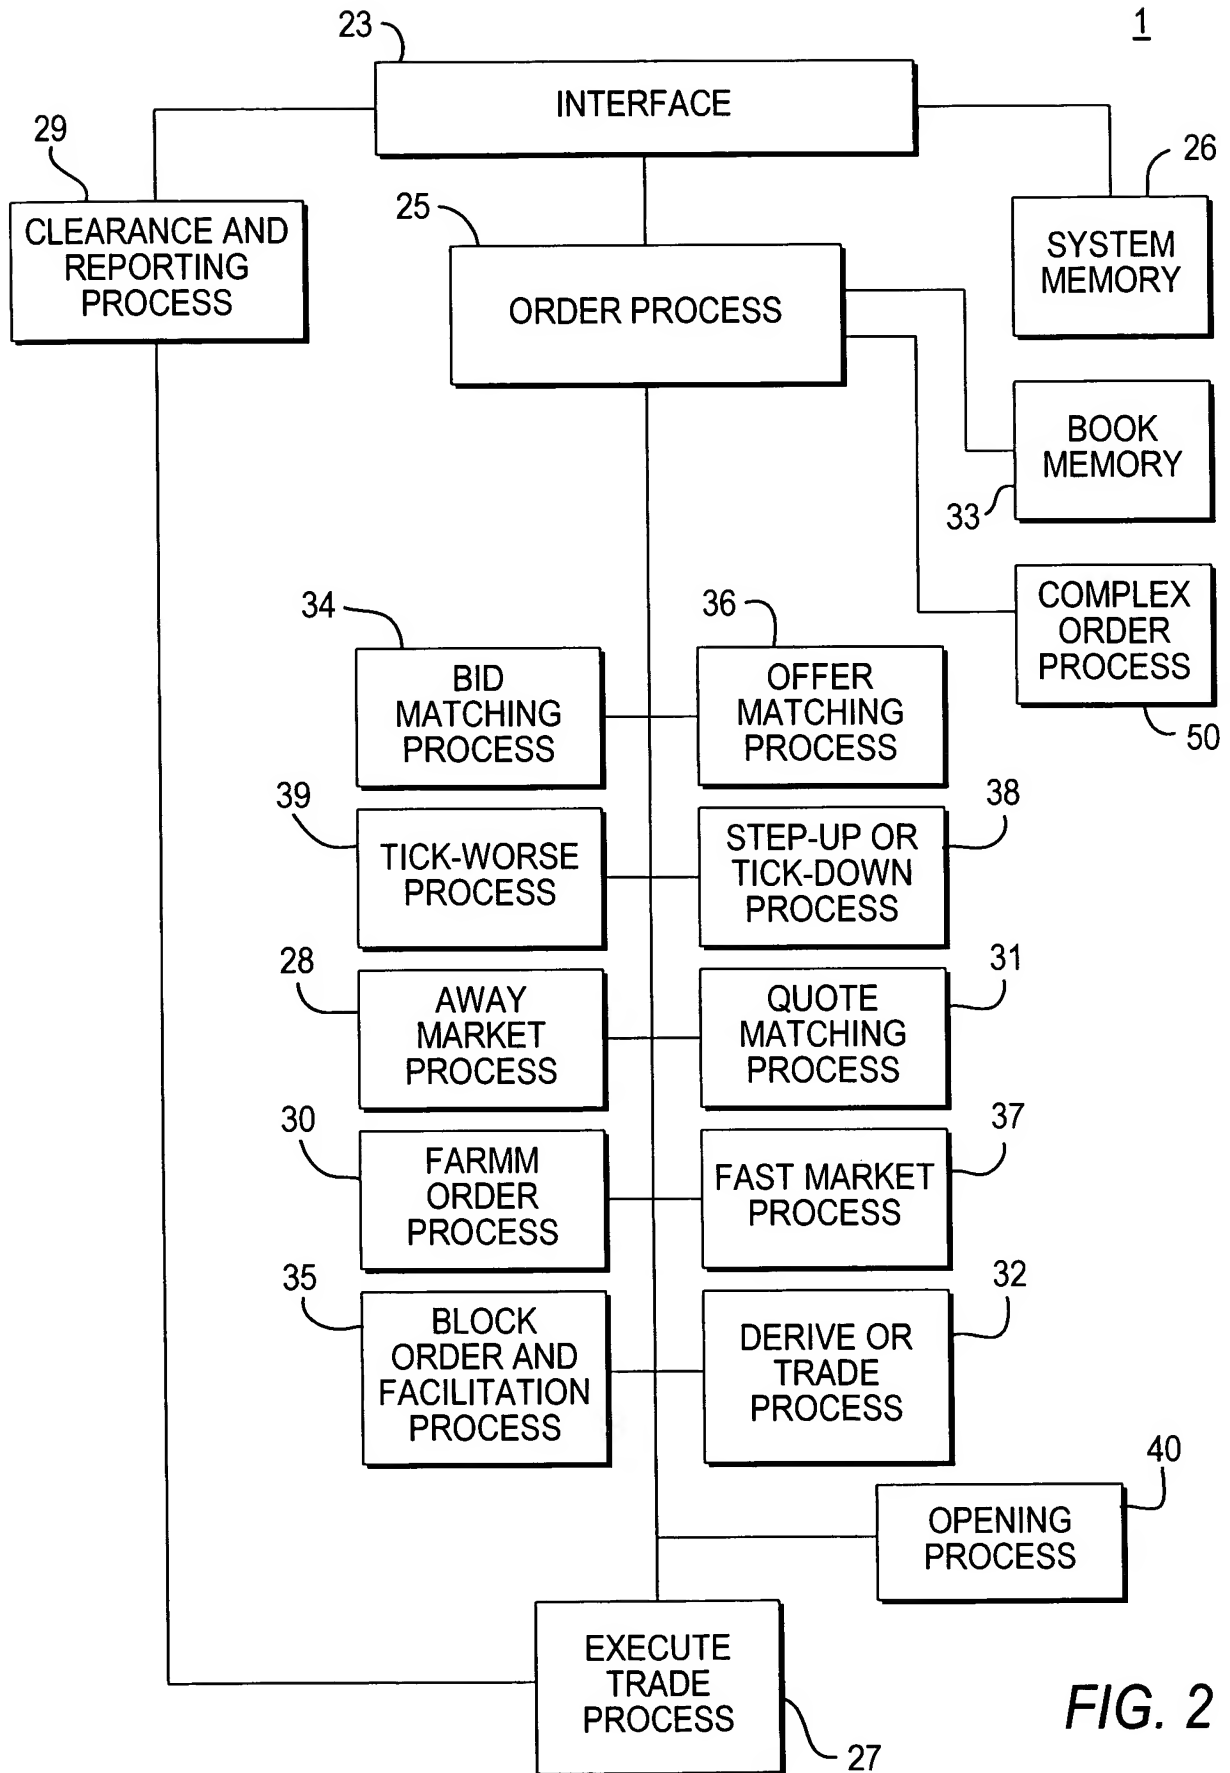 1
23
INTERFACE
29
CLEARANCE AND
REPORTING
PROCESS
25
ORDER PROCESS
26
SYSTEM
MEMORY
BOOK
MEMORY
33
COMPLEX
ORDER
PROCESS
50
34
BID
MATCHING
PROCESS
36
OFFER
MATCHING
PROCESS
39
TICK-WORSE
PROCESS
38
STEP-UP OR
TICK-DOWN
PROCESS
28
AWAY
MARKET
PROCESS
31
QUOTE
MATCHING
PROCESS
30
FARMM
ORDER
PROCESS
37
FAST MARKET
PROCESS
35
BLOCK
ORDER AND
FACILITATION
PROCESS
32
DERIVE OR
TRADE
PROCESS
40
OPENING
PROCESS
EXECUTE
TRADE
PROCESS
27
FIG. 2